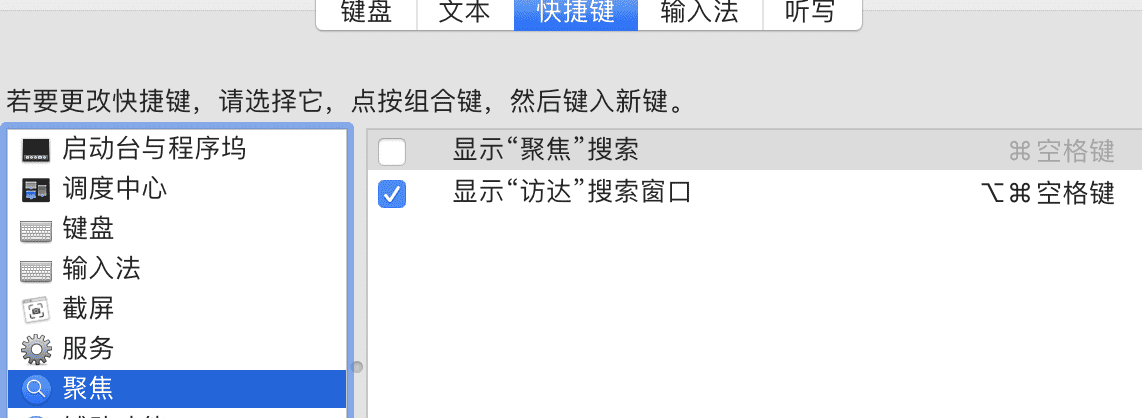 键盘 文本 快捷键 输入法 听写
若要更改快捷键，请选择它，点按组合键，然后键入新键。
启动台与程序坞
调度中心
键盘
输入法
截屏
服务
聚焦
显示“聚焦”搜索 ⌘空格键
显示“访达”搜索窗口 ⌥⌘空格键